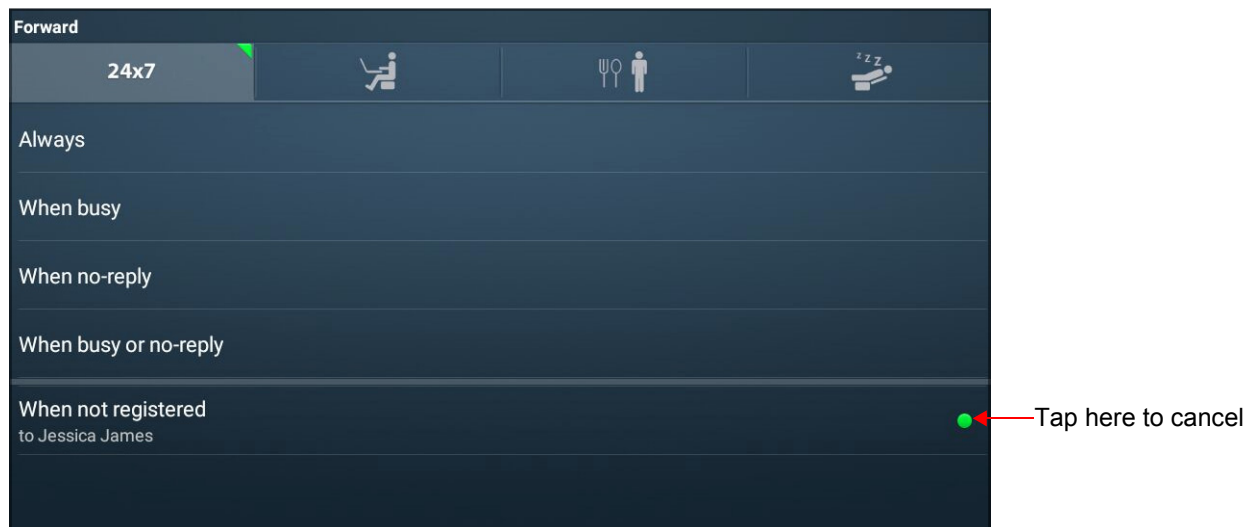 Forward
24x7
z z z
Always
When busy
When no-reply
When busy or no-reply
When not registered
to Jessica James
Tap here to cancel